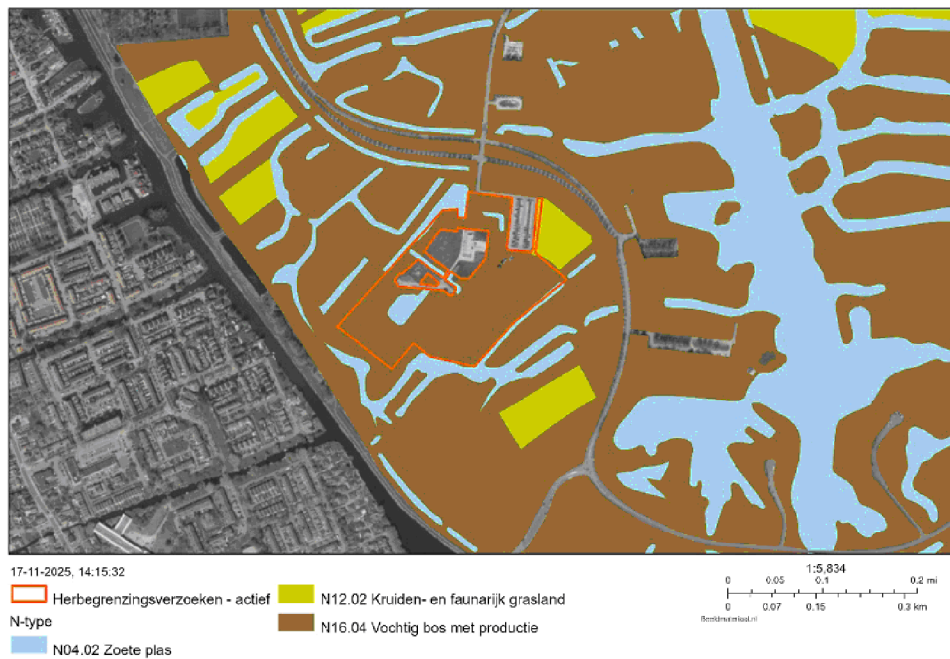 17-11-2025, 14:15:32
Herbegrenzingsverzoeken - actief
N-type
N04.02 Zoete plas
N12.02 Kruiden- en faunarijk grasland
N16.04 Vochtig bos met productie
1:5,834
0 0.05 0.1 0.2 mi
0 0.07 0.15 0.3 km
Beeldmateriaal.nl